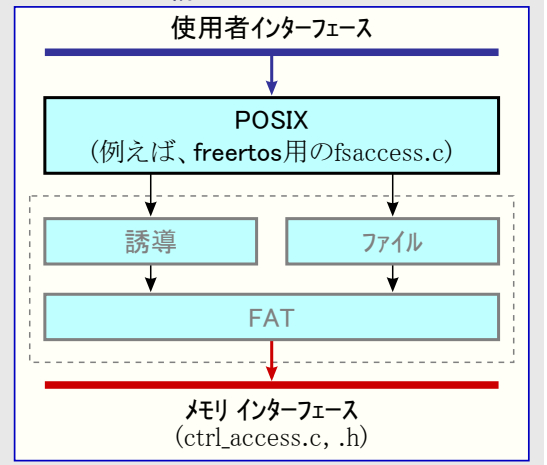 使用者インターフェース
POSIX
(例えば、freertos用のfsaccess.c)
誘導
ファイル
FAT
メモリ インターフェース
(ctrl_access.c, .h)